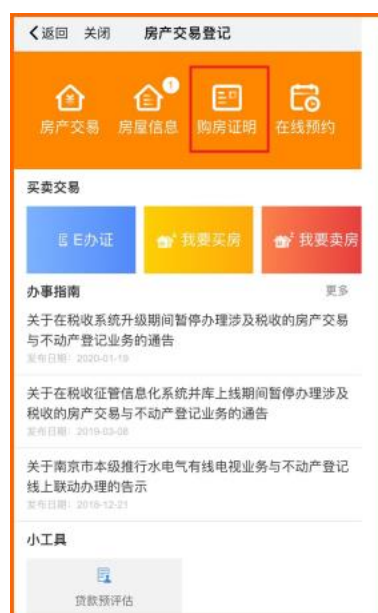 返回 关闭 房产交易登记
1
房产交易 房屋信息 购房证明 在线预约
买卖交易
E办证 我要买房 我要卖房
办事指南 更多
关于在税收系统升级期间暂停办理涉及税收的房产交易
与不动产登记业务的通告
发布日期：2020-01-19
关于在税收征管信息化系统并库上线期间暂停办理涉及
税收的房产交易与不动产登记业务的通告
发布日期：2019-03-08
关于南京市本级推行水电气有线电视业务与不动产登记
线上联动办理的告示
发布日期：2018-12-21
小工具
贷款预评估